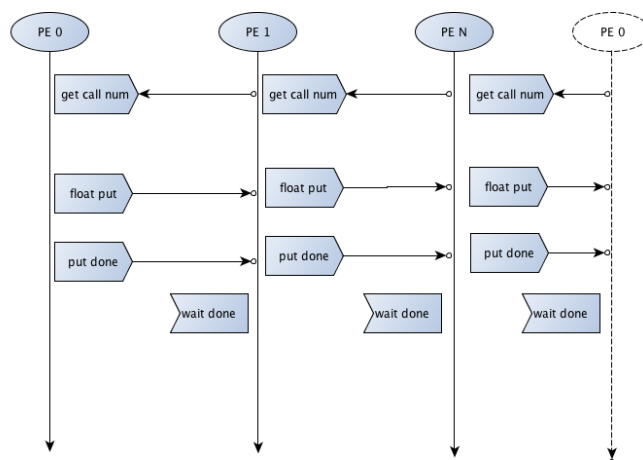 PE 0
PE 1
PE N
PE 0
get call num
get call num
get call num
float put
float put
float put
put done
put done
put done
wait done
wait done
wait done